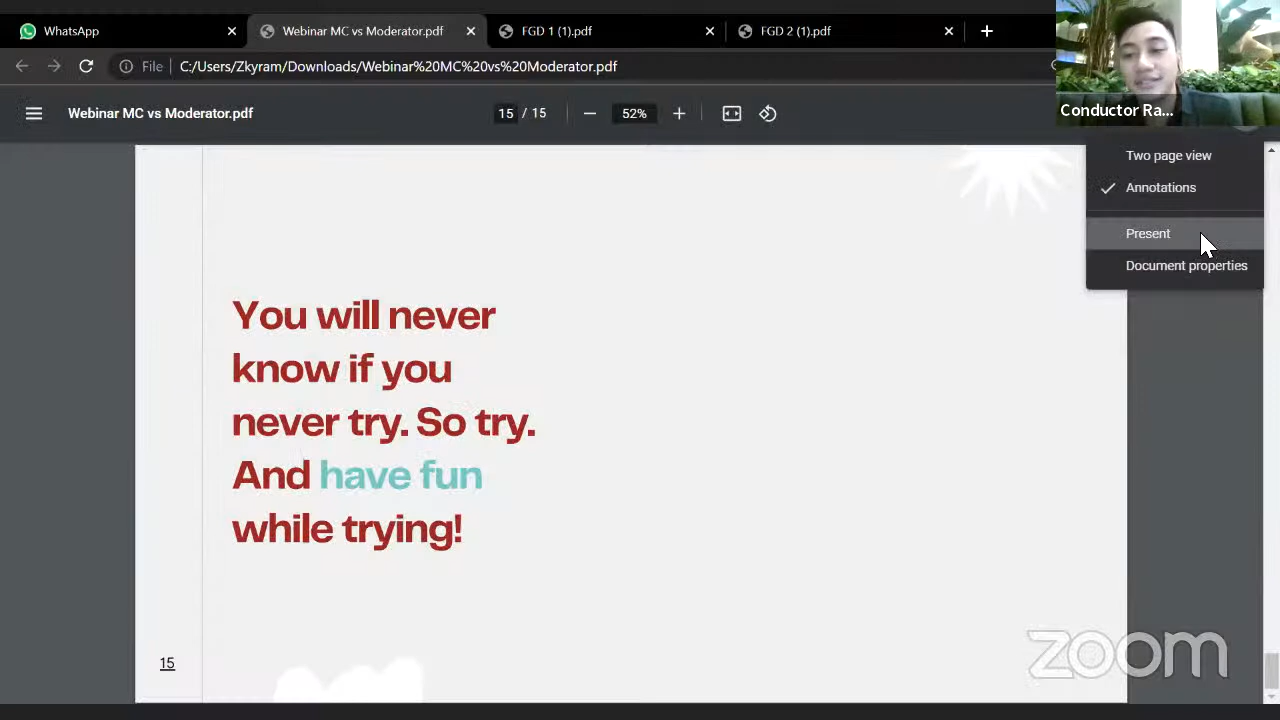 WhatsApp
Webinar MC vs Moderator.pdf
FGD 1 (1).pdf
FGD 2 (1).pdf
File
C:/Users/Zkyram/Downloads/Webinar%20MC%20vs%20Moderator.pdf
Conductor Ra...
Webinar MC vs Moderator.pdf
15 / 15
52%
Two page view
Annotations
Present
Document properties
You will never
know if you
never try. So try.
And have fun
while trying!
15
zoom